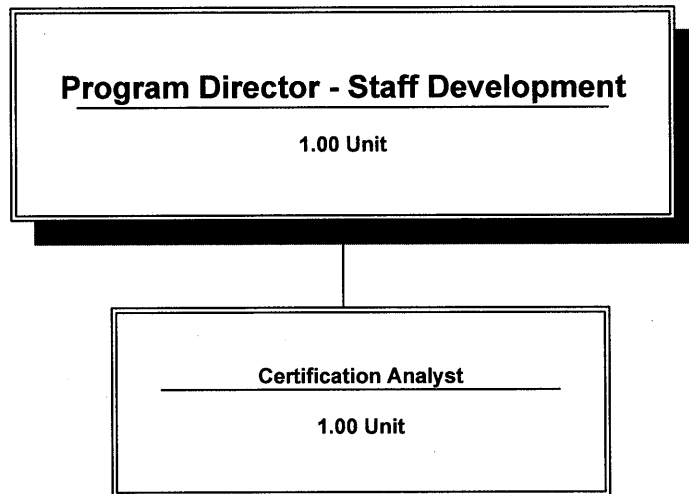 Program Director - Staff Development
1.00 Unit
Certification Analyst
1.00 Unit